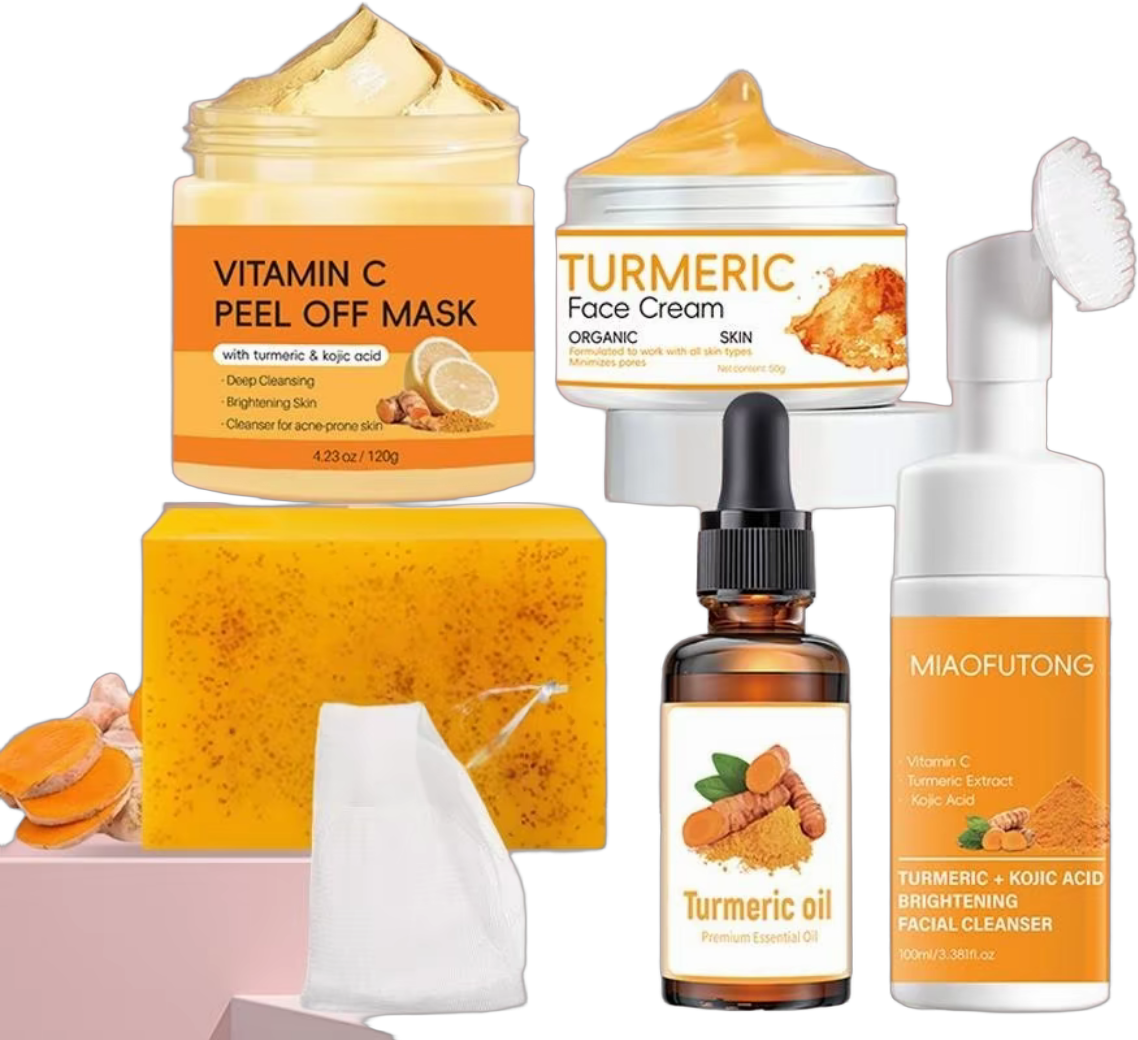 VITAMIN C
PEEL OFF MASK
with turmeric & kojic acid
· Deep Cleansing
· Brightening Skin
· Cleanser for acne-prone skin
4.23 oz / 120g
TURMERIC
Face Cream
ORGANIC SKIN
Formulated to work with all skin types
Minimizes pores
Net content: 50g
Turmeric oil
Premium Essential Oil
MIAOFUTONG
· Vitamin C
· Turmeric Extract
· Kojic Acid
TURMERIC + KOJIC ACID
BRIGHTENING
FACIAL CLEANSER
100ml/3.381fl.oz